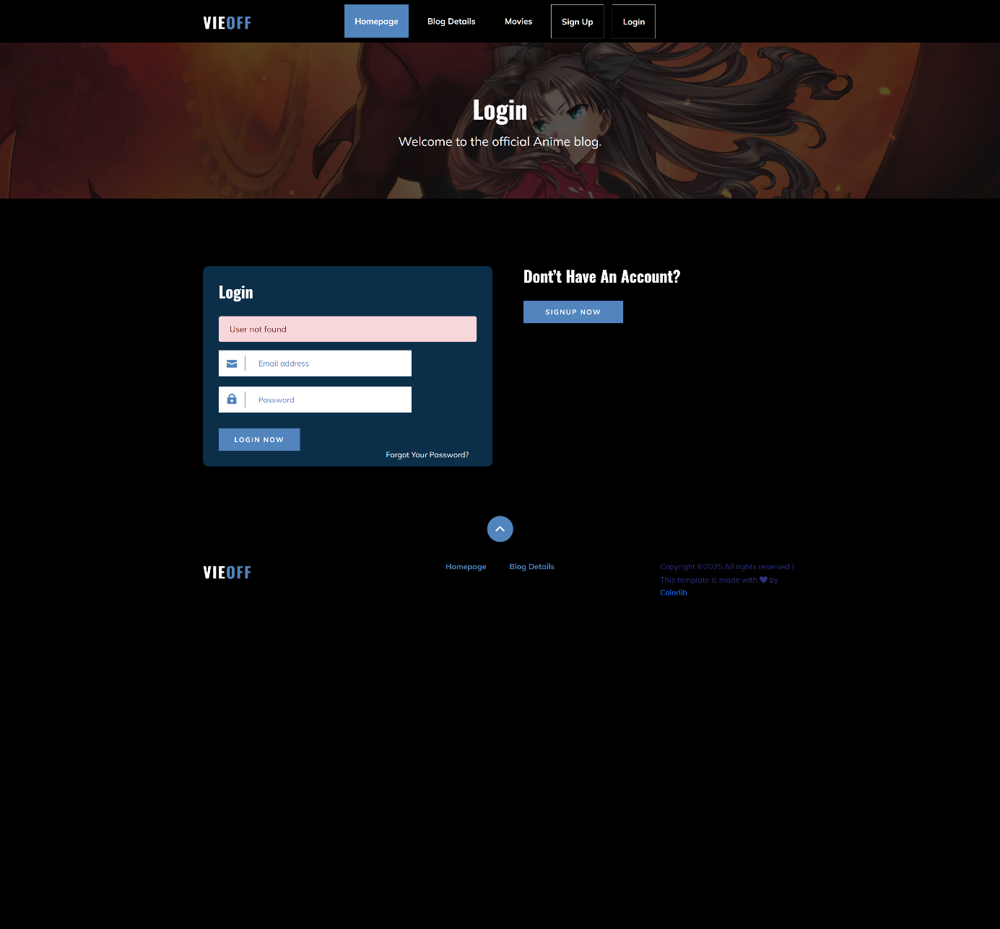 VIEOFF
Homepage
Blog Details
Movies
Sign Up
Login
Login
Welcome to the official Anime blog.
Login
User not found
Email address
Password
LOGIN NOW
Forgot Your Password?
Dont’t Have An Account?
SIGNUP NOW
VIEOFF
Homepage
Blog Details
Copyright ©2025 All rights reserved |
This template is made with ♥ by
Colorlib